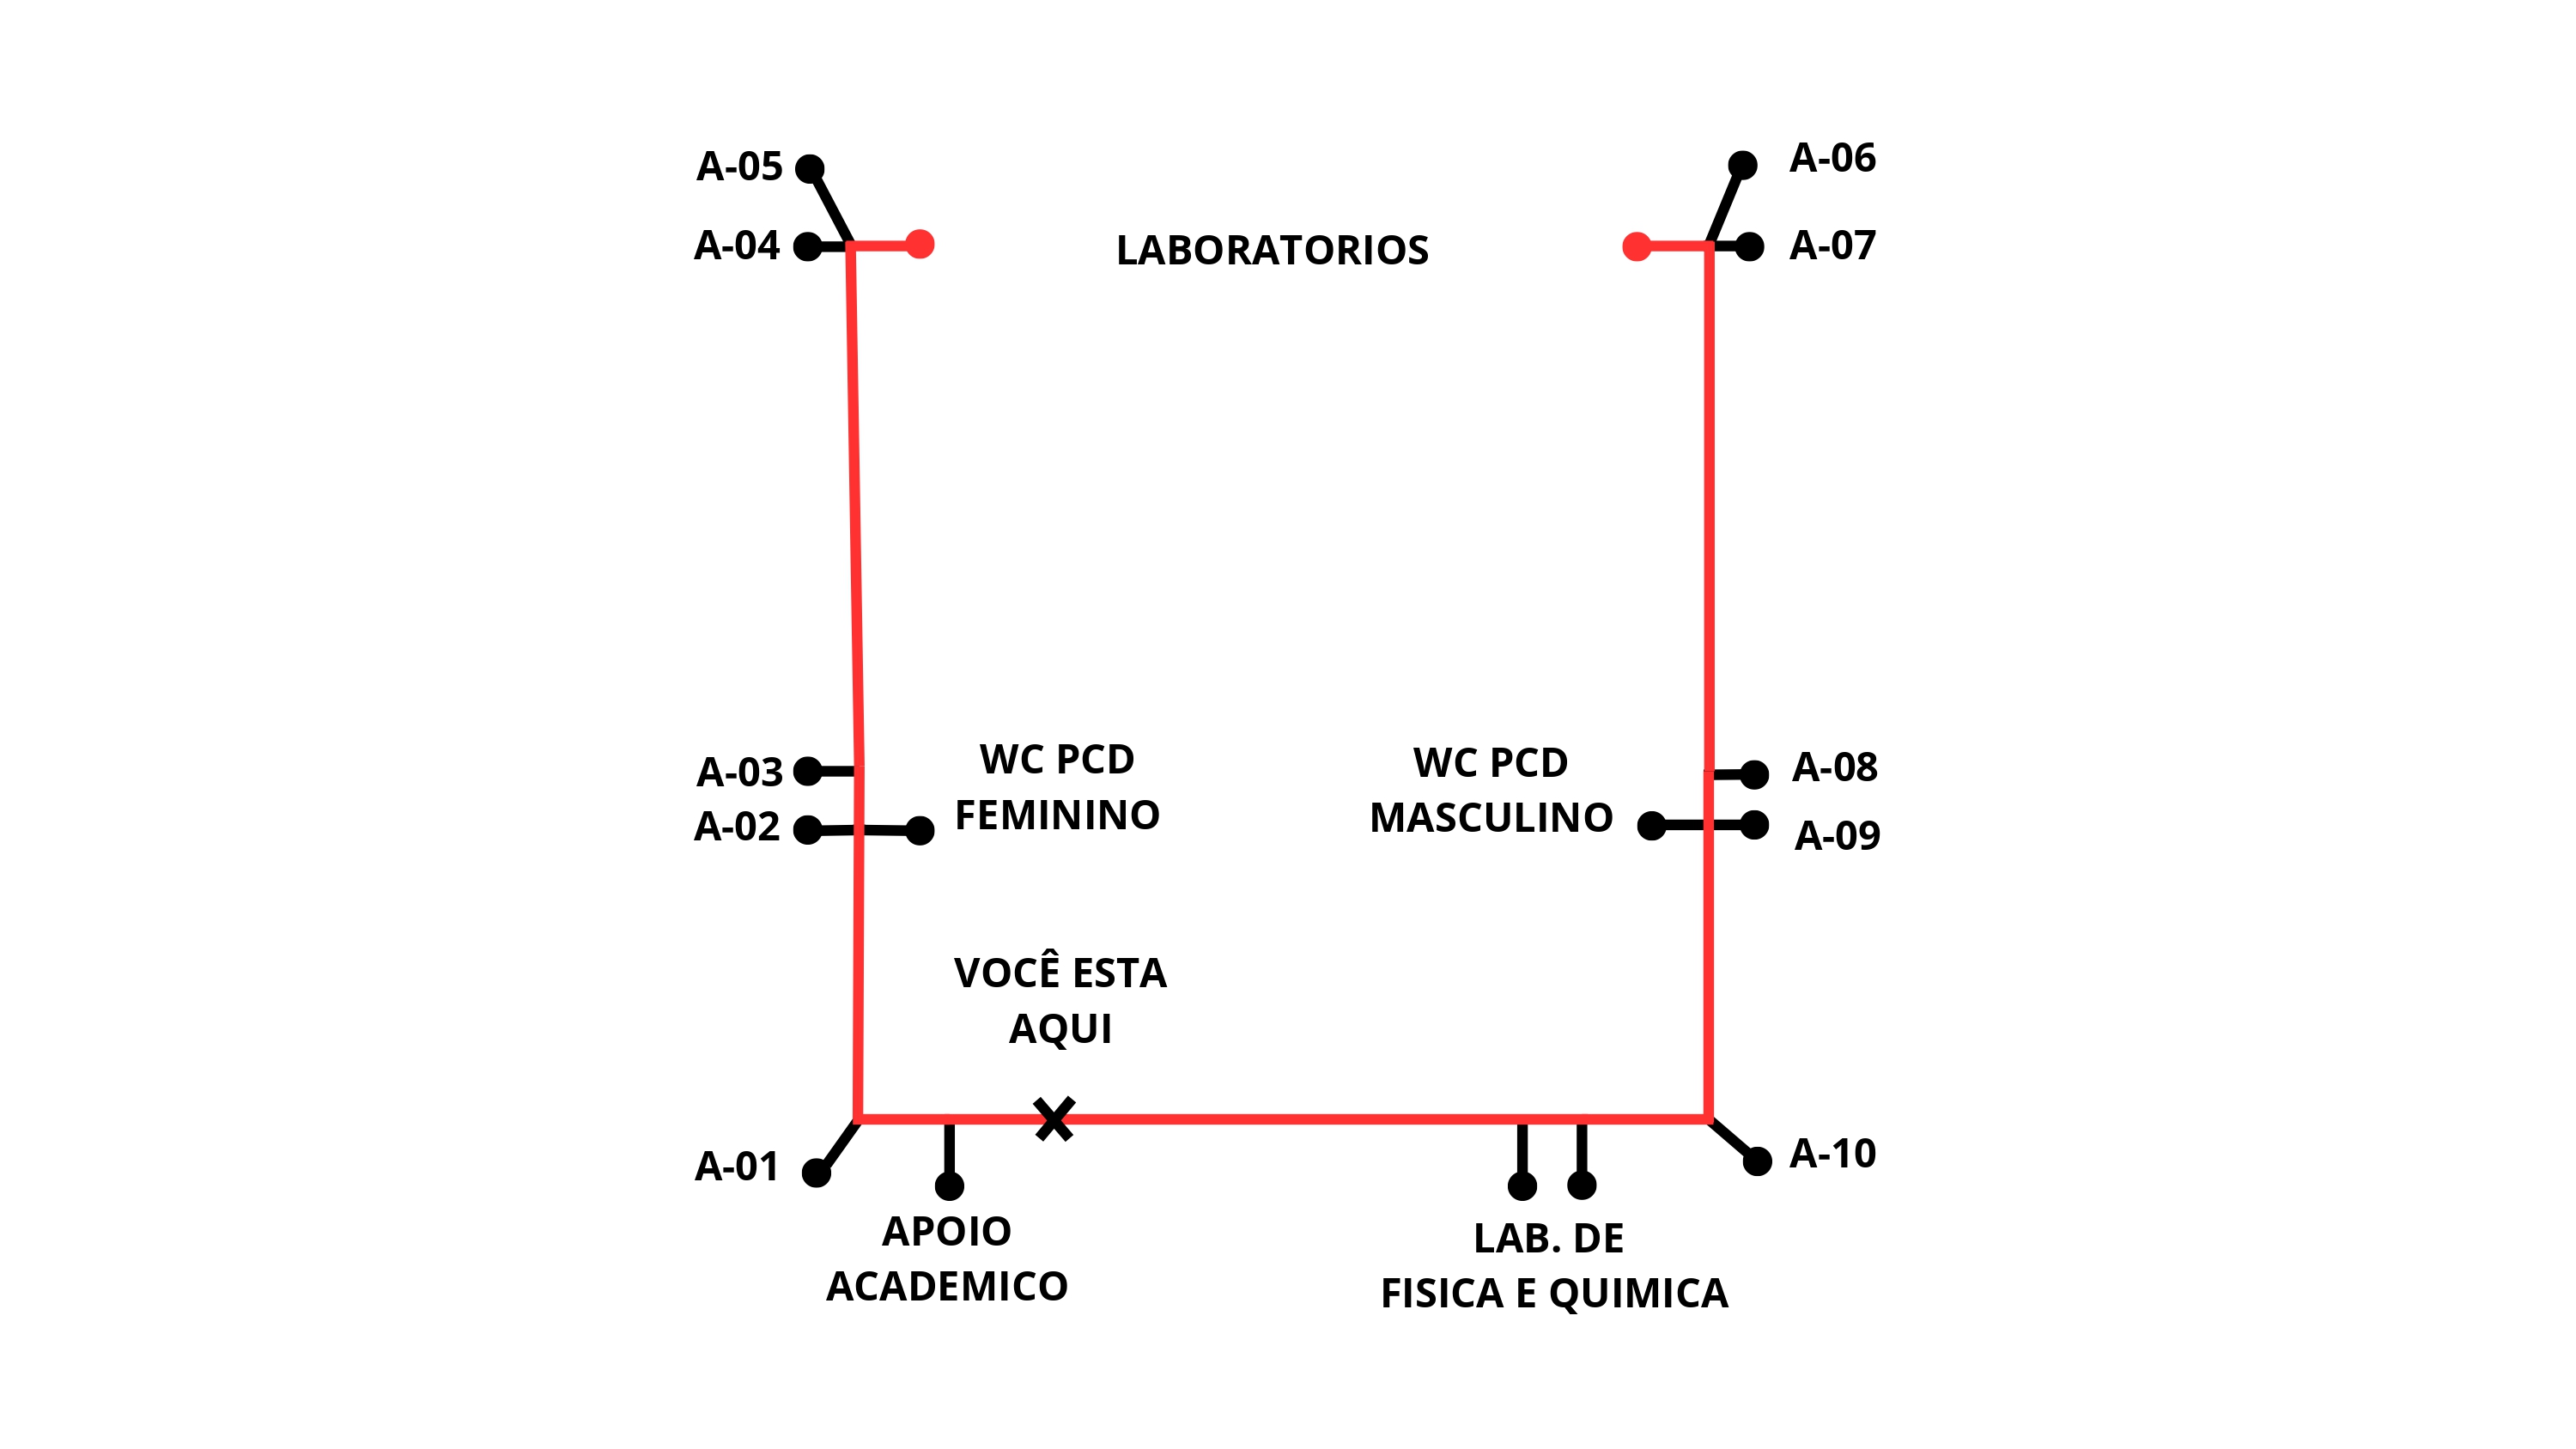 A-05
A-06
A-04
LABORATORIOS
A-07
A-03
WC PCD
FEMININO
WC PCD
MASCULINO
A-08
A-02
A-09
VOCÊ ESTA
AQUI
A-01
A-10
APOIO
ACADEMICO
LAB. DE
FISICA E QUIMICA